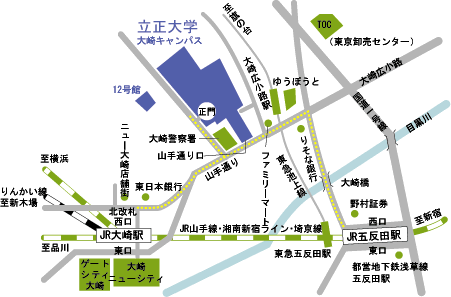 至旗の台
TOC
（東京卸売センター）
立正大学
大崎キャンパス
大崎広小路駅
ゆうぽうと
大崎広小路
国道一号線
目黒川
12号館
正門
大崎警察署
山手通り口
山手通り
ファミリーマート
東急池上線
りそな銀行
ニュー大崎店舗街
東日本銀行
大崎橋
野村証券
至横浜
りんかい線
至新木場
北改札
西口
JR大崎駅
東口
至品川
JR山手線・湘南新宿ライン・埼京線
西口
JR五反田駅
東口
至新宿
東急五反田駅
都営地下鉄浅草線
五反田駅
ゲート
シティ
大崎
大崎
ニューシティ